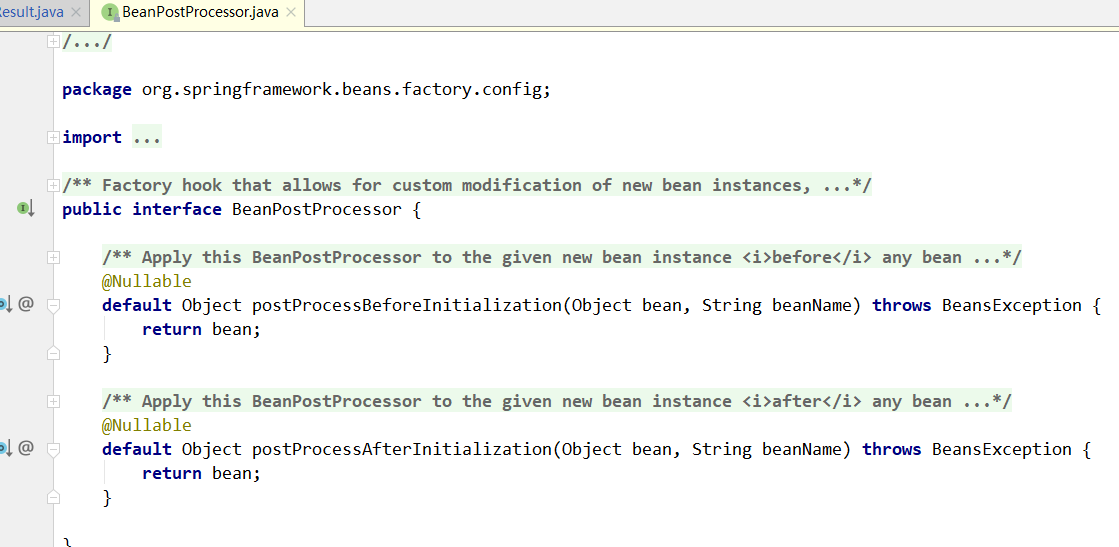 Result.java × BeanPostProcessor.java ×
/.../
package org.springframework.beans.factory.config;
import ...
/** Factory hook that allows for custom modification of new bean instances, ...*/
public interface BeanPostProcessor {
/** Apply this BeanPostProcessor to the given new bean instance <i>before</i> any bean ...*/
@Nullable
default Object postProcessBeforeInitialization(Object bean, String beanName) throws BeansException {
return bean;
}
/** Apply this BeanPostProcessor to the given new bean instance <i>after</i> any bean ...*/
@Nullable
default Object postProcessAfterInitialization(Object bean, String beanName) throws BeansException {
return bean;
}
}